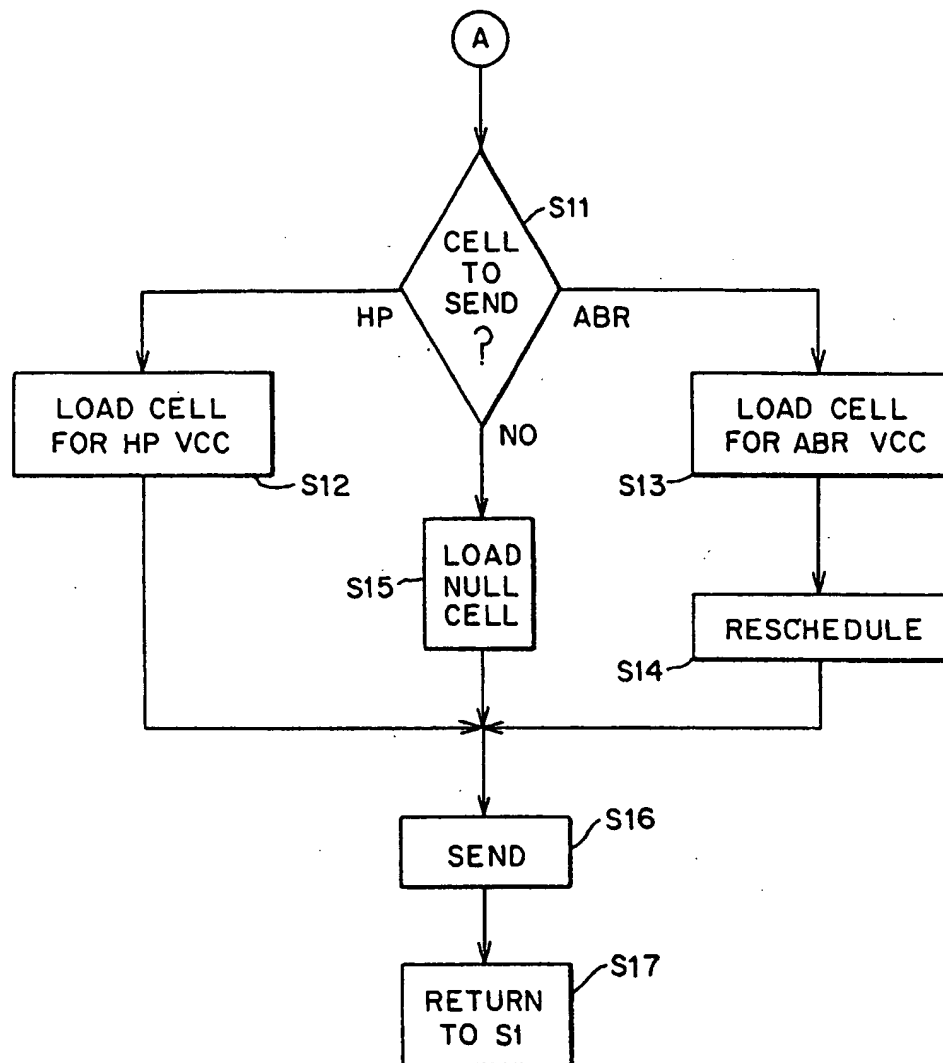 A
S11
CELL
TO
SEND
?
HP
ABR
NO
LOAD CELL
FOR HP VCC
S12
LOAD CELL
FOR ABR VCC
S13
S15
LOAD
NULL
CELL
RESCHEDULE
S14
S16
SEND
S17
RETURN
TO S1